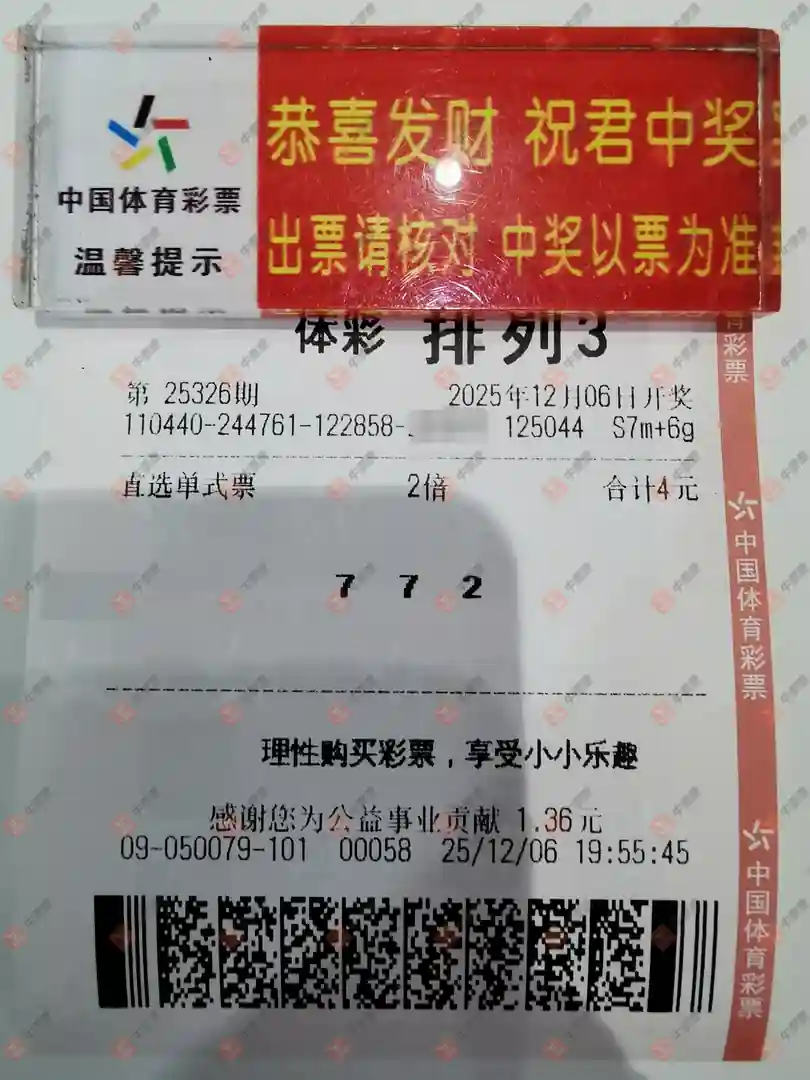 恭喜发财 祝君中奖
中国体育彩票
出票请核对 中奖以票为准
温馨提示
体彩 排列3
第 25326期 2025年12月06日开奖
110440-244761-122858- 125044 S7m+6g
直选单式票 2倍 合计4元
7 7 2
理性购买彩票，享受小小乐趣
感谢您为公益事业贡献 1.36元
09-050079-101 00058 25/12/06 19:55:45
育彩票
中国体育彩票
中国体育彩票